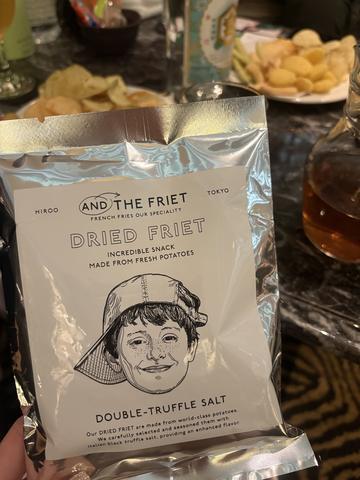 AND THE FRIET
FRENCH FRIES OUR SPECIALITY
HIROO
TOKYO
DRIED FRIET
INCREDIBLE SNACK
MADE FROM FRESH POTATOES
DOUBLE-TRUFFLE SALT
Our DRIED FRIET are made from world-class potatoes.
We carefully selected and seasoned them with
Italian black truffle salt, providing an enhanced flavor